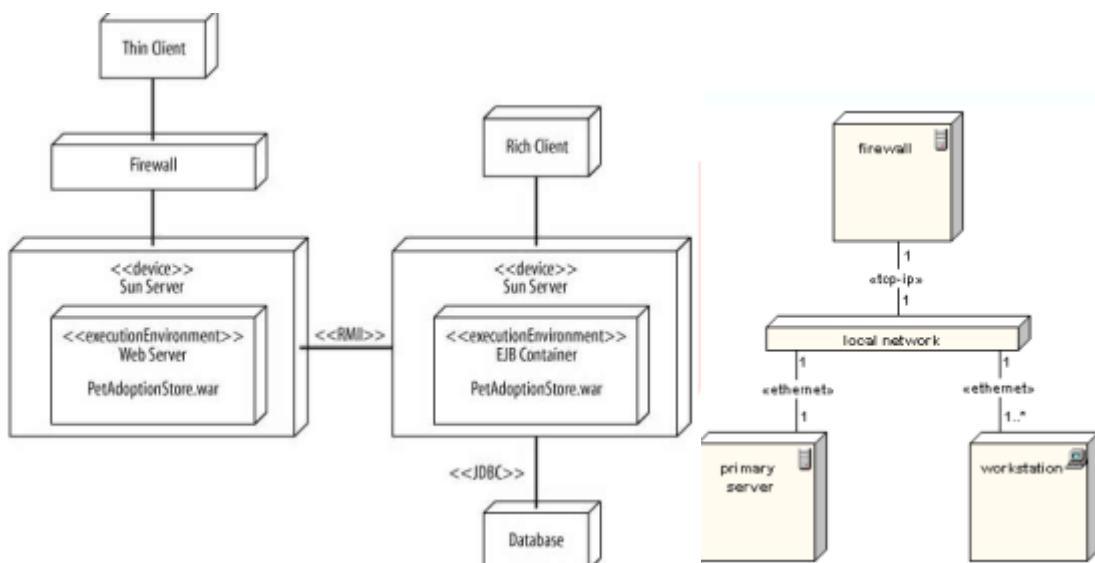 Thin Client
Firewall
Rich Client
<<device>>
Sun Server
<<executionEnvironment>>
Web Server
PetAdoptionStore.war
<<RMI>>
<<device>>
Sun Server
<<executionEnvironment>>
EJB Container
PetAdoptionStore.war
<<JDBC>>
Database
firewall
1
«tcp-ip»
1
local network
1
«ethernet»
1
primary
server
1
«ethernet»
1..*
workstation